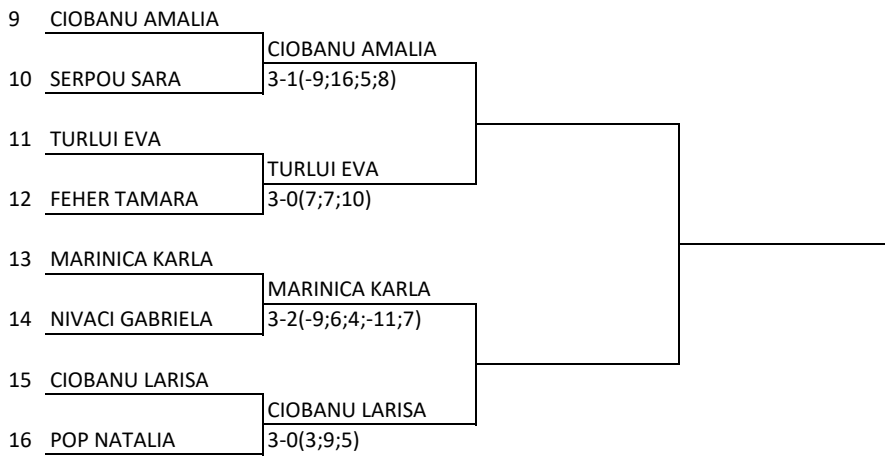 9 CIOBANU AMALIA
CIOBANU AMALIA
10 SERPOU SARA
3-1(-9;16;5;8)
11 TURLUI EVA
TURLUI EVA
12 FEHER TAMARA
3-0(7;7;10)
13 MARINICA KARLA
MARINICA KARLA
14 NIVACI GABRIELA
3-2(-9;6;4;-11;7)
15 CIOBANU LARISA
CIOBANU LARISA
16 POP NATALIA
3-0(3;9;5)